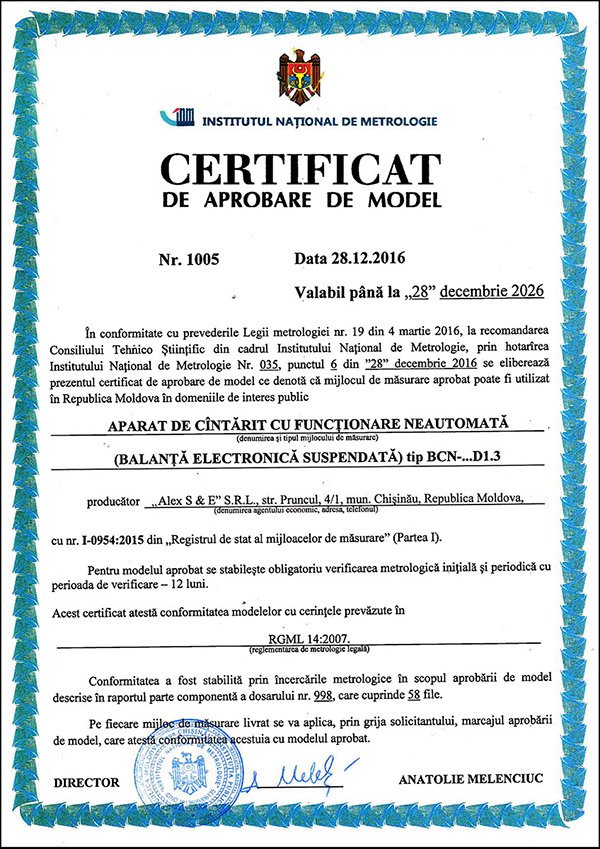 INSTITUTUL NAȚIONAL DE METROLOGIE
CERTIFICAT
DE APROBARE DE MODEL
Nr. 1005 Data 28.12.2016
Valabil până la „28” decembrie 2026
În conformitate cu prevederile Legii metrologiei nr. 19 din 4 martie 2016, la recomandarea
Consiliului Tehnico Științific din cadrul Institutului Național de Metrologie, prin hotarîrea
Institutului Național de Metrologie Nr. 035, punctul 6 din ”28” decembrie 2016 se eliberează
prezentul certificat de aprobare de model ce denotă că mijlocul de măsurare aprobat poate fi utilizat
în Republica Moldova în domeniile de interes public
APARAT DE CÎNTĂRIT CU FUNCȚIONARE NEAUTOMATĂ
(denumirea și tipul mijlocului de măsurare)
(BALANȚĂ ELECTRONICĂ SUSPENDATĂ) tip BCN-...D1.3
producător „Alex S & E” S.R.L., str. Pruncul, 4/1, mun. Chișinău, Republica Moldova,
(denumirea agentului economic, adresa, telefonul)
cu nr. I-0954:2015 din „Registrul de stat al mijloacelor de măsurare” (Partea I).
Pentru modelul aprobat se stabilește obligatoriu verificarea metrologică inițială și periodică cu
perioada de verificare – 12 luni.
Acest certificat atestă conformitatea modelelor cu cerințele prevăzute în
RGML 14:2007.
(reglementarea de metrologie legală)
Conformitatea a fost stabilită prin încercările metrologice în scopul aprobării de model
descrise în raportul parte componentă a dosarului nr. 998, care cuprinde 58 file.
Pe fiecare mijloc de măsurare livrat se va aplica, prin grija solicitantului, marcajul aprobării
de model, care atestă conformitatea acestuia cu modelul aprobat.
DIRECTOR ANATOLIE MELENCIUC